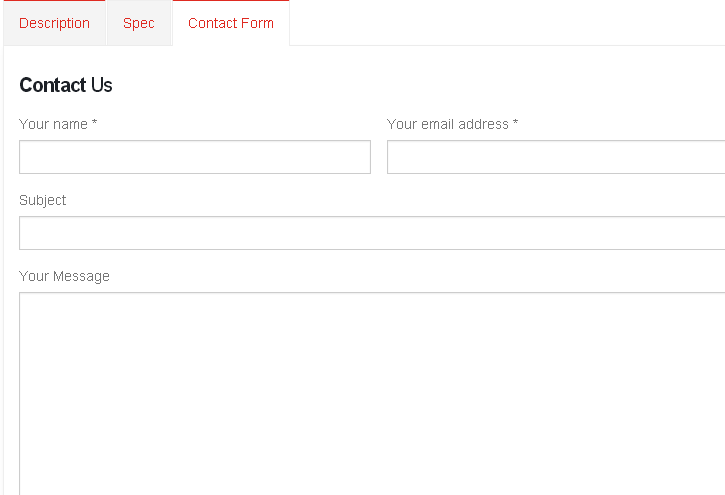 Description Spec Contact Form
Contact Us
Your name * Your email address *
Subject
Your Message